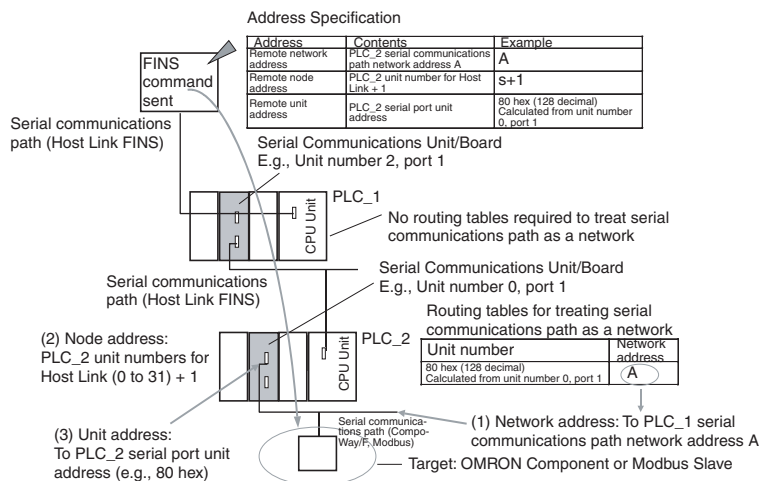 Address Specification
Address Contents Example
Remote network address PLC_2 serial communications path network address A A
Remote node address PLC_2 unit number for Host Link + 1 s+1
Remote unit address PLC_2 serial port unit address 80 hex (128 decimal) Calculated from unit number 0, port 1
FINS
command
sent
Serial communications
path (Host Link FINS)
Serial Communications Unit/Board
E.g., Unit number 2, port 1
PLC_1
CPU Unit
No routing tables required to treat serial
communications path as a network
Serial communications
path (Host Link FINS)
Serial Communications Unit/Board
E.g., Unit number 0, port 1
Routing tables for treating serial
communications path as a network
Unit number Network address
80 hex (128 decimal)
Calculated from unit number 0, port 1 A
(2) Node address:
PLC_2 unit numbers for
Host Link (0 to 31) + 1
PLC_2
CPU Unit
(3) Unit address:
To PLC_2 serial port unit
address (e.g., 80 hex)
Serial communica-
tions path (Compo-
Way/F, Modbus)
(1) Network address: To PLC_1 serial
communications path network address A
Target: OMRON Component or Modbus Slave